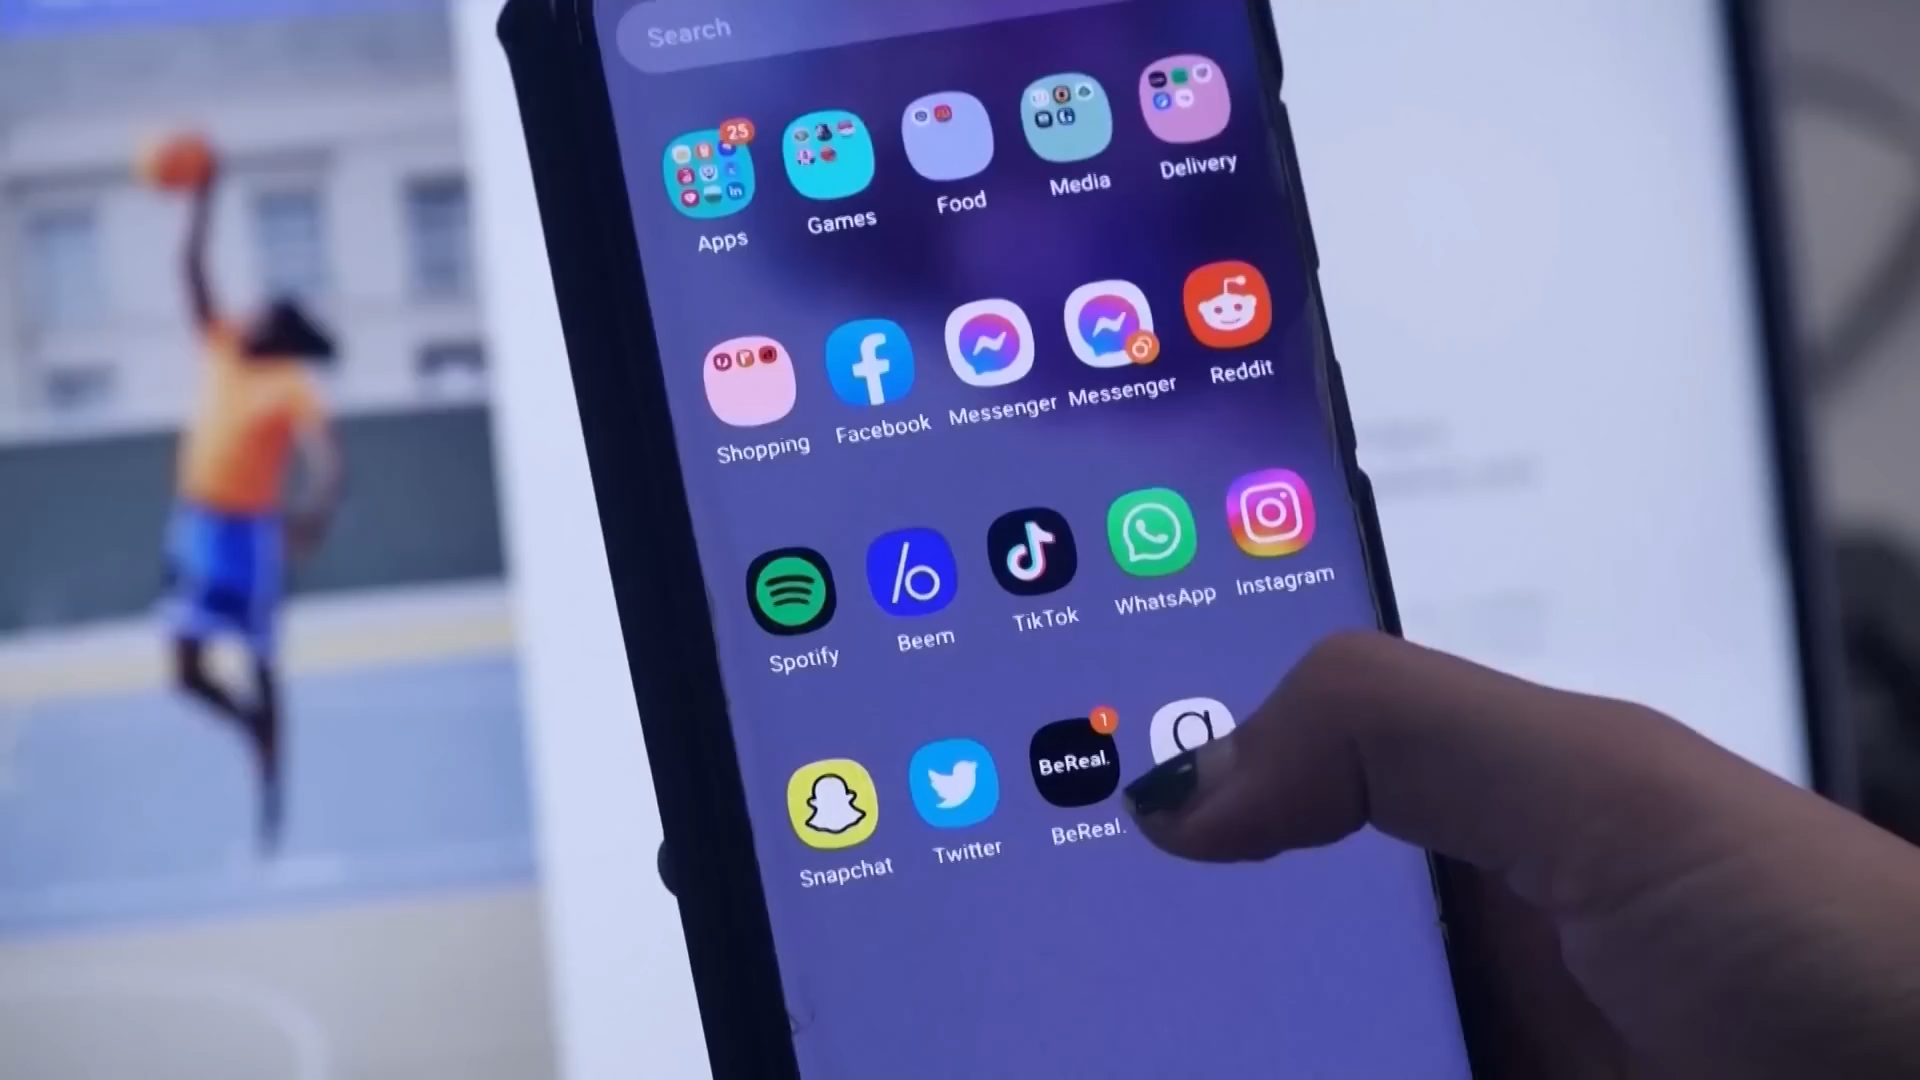 Search
25
Apps
Games
Food
Media
Delivery
in
Shopping
Facebook
Messenger
Messenger
Reddit
Spotify
Beem
TikTok
WhatsApp
Instagram
1
BeReal.
Snapchat
Twitter
BeReal.